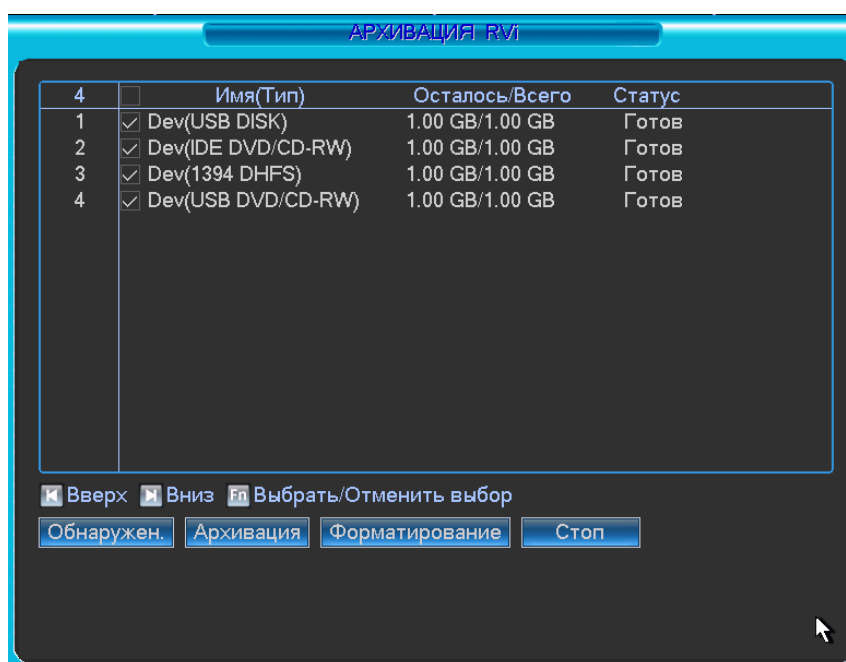 АРХИВАЦИЯ RVi
4 Имя(Тип) Осталось/Всего Статус
1 Dev(USB DISK) 1.00 GB/1.00 GB Готов
2 Dev(IDE DVD/CD-RW) 1.00 GB/1.00 GB Готов
3 Dev(1394 DHFS) 1.00 GB/1.00 GB Готов
4 Dev(USB DVD/CD-RW) 1.00 GB/1.00 GB Готов
Вверх Вниз Fn Выбрать/Отменить выбор
Обнаружен. Архивация Форматирование Стоп